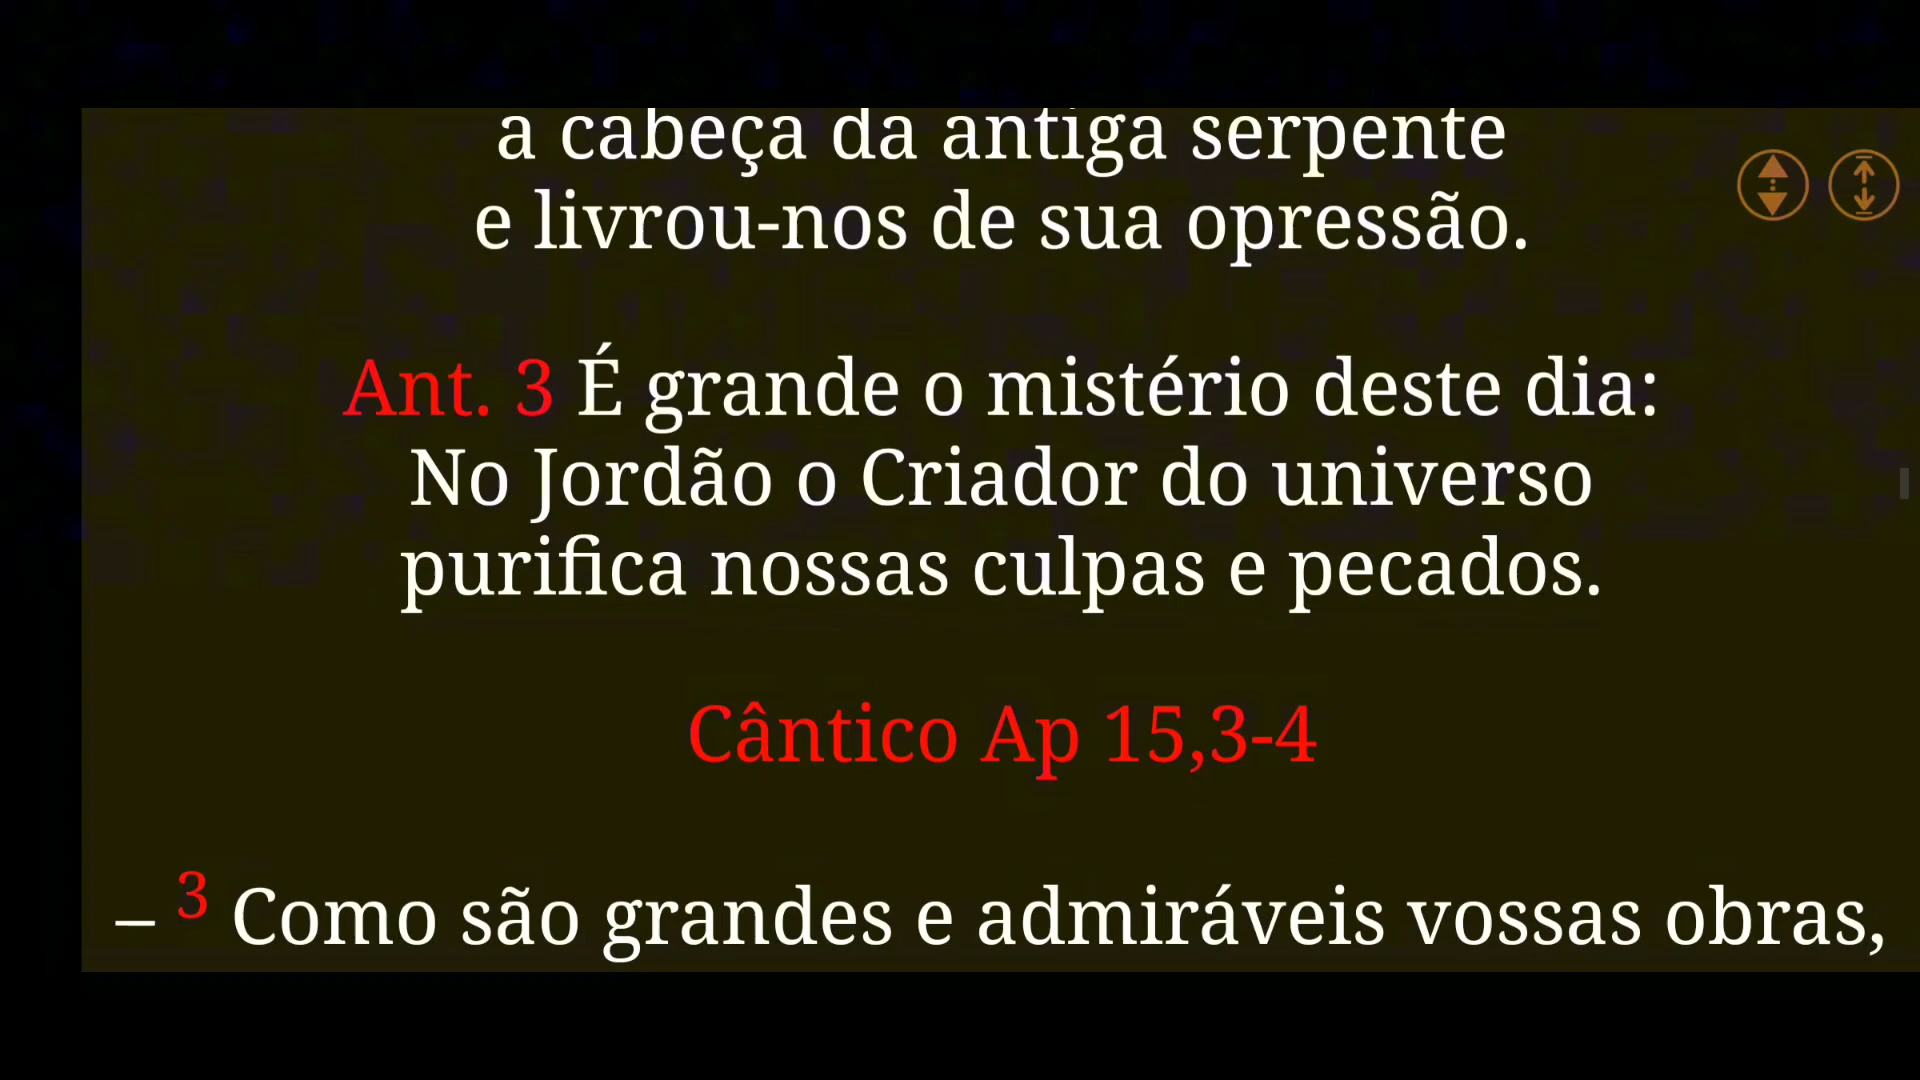 a cabeça da antiga serpente
e livrou-nos de sua opressão.
Ant. 3 É grande o mistério deste dia:
No Jordão o Criador do universo
purifica nossas culpas e pecados.
Cântico Ap 15,3-4
– 3 Como são grandes e admiráveis vossas obras,